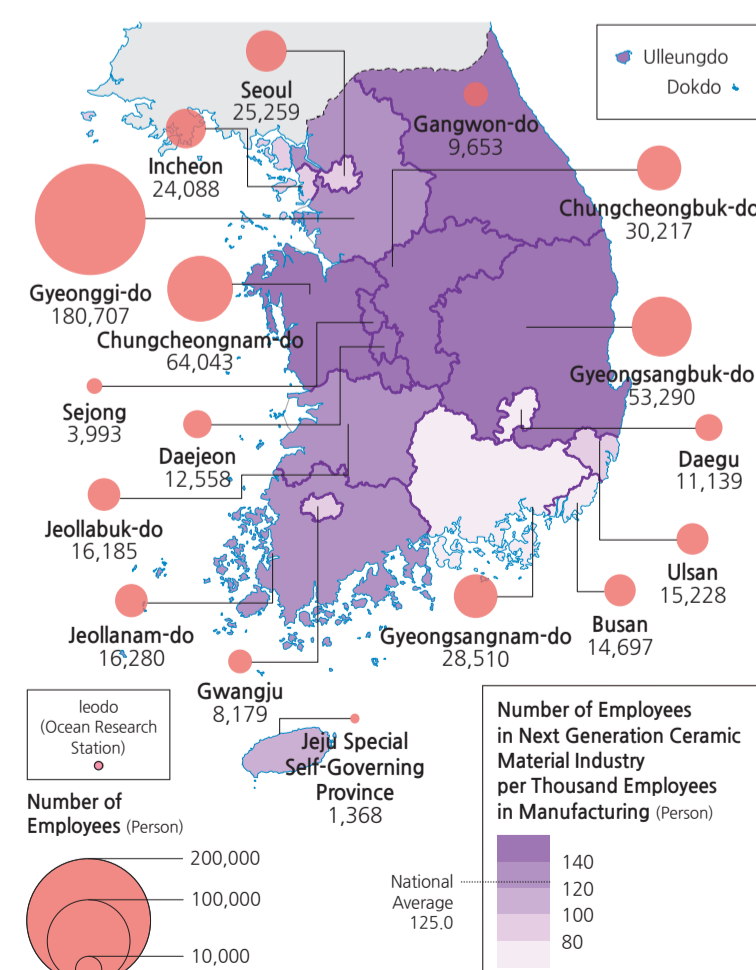 Ulleungdo
Dokdo
Seoul
25,259
Gangwon-do
9,653
Incheon
24,088
Chungcheongbuk-do
30,217
Gyeonggi-do
180,707
Chungcheongnam-do
64,043
Gyeongsangbuk-do
53,290
Sejong
3,993
Daejeon
12,558
Daegu
11,139
Jeollabuk-do
16,185
Ulsan
15,228
Jeollanam-do
16,280
Gyeongsangnam-do
28,510
Busan
14,697
Gwangju
8,179
Ieodo
(Ocean Research
Station)
Jeju Special
Self-Governing
Province
1,368
Number of
Employees (Person)
200,000
100,000
10,000
Number of Employees
in Next Generation Ceramic
Material Industry
per Thousand Employees
in Manufacturing (Person)
140
120
100
80
National
Average
125.0